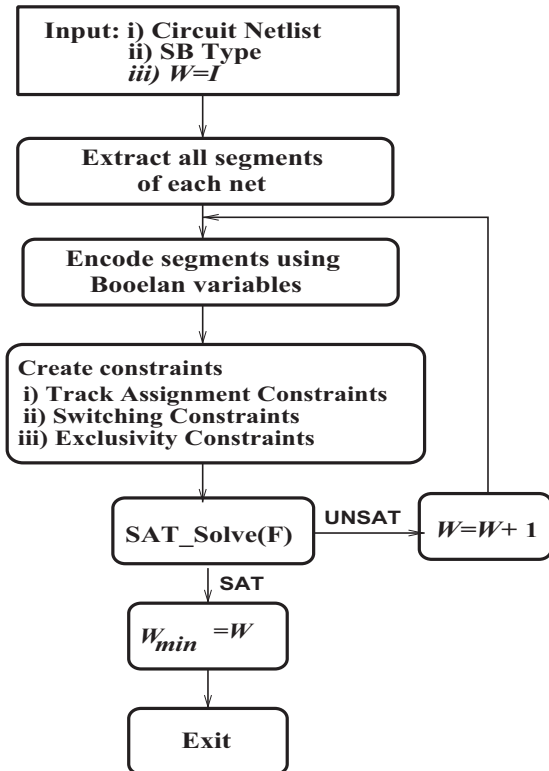 Input: i) Circuit Netlist
ii) SB Type
iii) W=I
Extract all segments
of each net
Encode segments using
Booelan variables
Create constraints
i) Track Assignment Constraints
ii) Switching Constraints
iii) Exclusivity Constraints
SAT_Solve(F)
UNSAT
W=W+ 1
SAT
Wmin =W
Exit